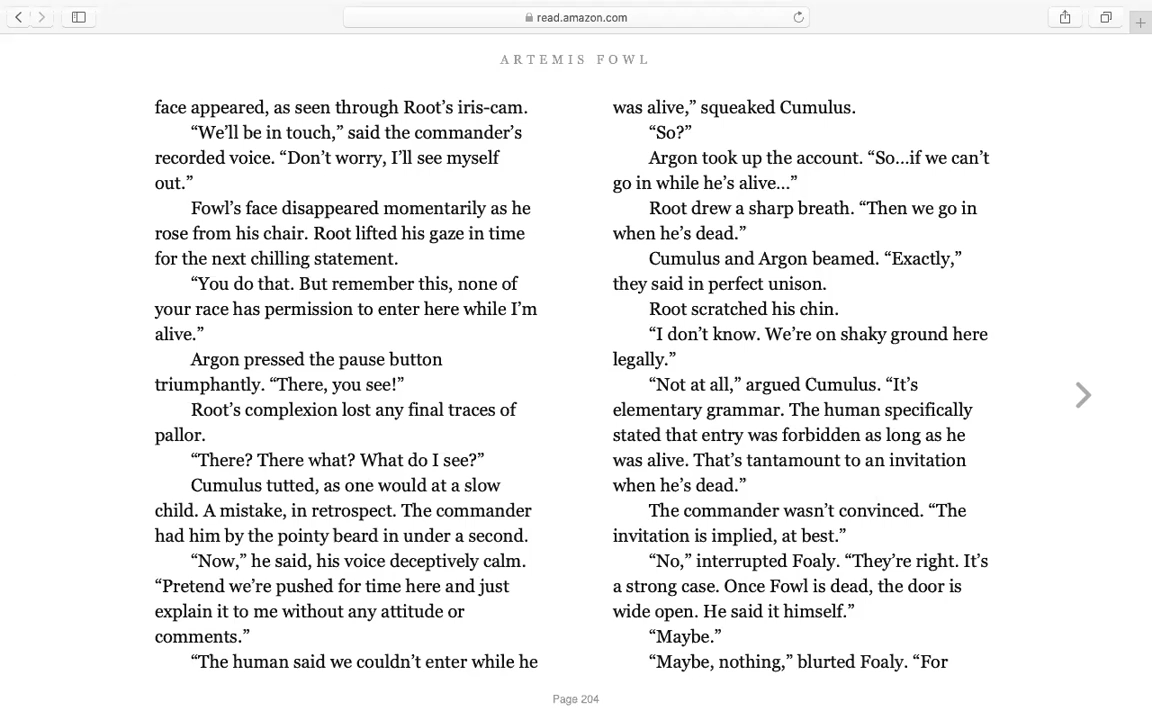 read.amazon.com
ARTEMIS FOWL
face appeared, as seen through Root’s iris-cam.
“We’ll be in touch,” said the commander’s
recorded voice. “Don’t worry, I’ll see myself
out.”
Fowl’s face disappeared momentarily as he
rose from his chair. Root lifted his gaze in time
for the next chilling statement.
“You do that. But remember this, none of
your race has permission to enter here while I’m
alive.”
Argon pressed the pause button
triumphantly. “There, you see!”
Root’s complexion lost any final traces of
pallor.
“There? There what? What do I see?”
Cumulus tutted, as one would at a slow
child. A mistake, in retrospect. The commander
had him by the pointy beard in under a second.
“Now,” he said, his voice deceptively calm.
“Pretend we’re pushed for time here and just
explain it to me without any attitude or
comments.”
“The human said we couldn’t enter while he
was alive,” squeaked Cumulus.
“So?”
Argon took up the account. “So…if we can’t
go in while he’s alive…”
Root drew a sharp breath. “Then we go in
when he’s dead.”
Cumulus and Argon beamed. “Exactly,”
they said in perfect unison.
Root scratched his chin.
“I don’t know. We’re on shaky ground here
legally.”
“Not at all,” argued Cumulus. “It’s
elementary grammar. The human specifically
stated that entry was forbidden as long as he
was alive. That’s tantamount to an invitation
when he’s dead.”
The commander wasn’t convinced. “The
invitation is implied, at best.”
“No,” interrupted Foaly. “They’re right. It’s
a strong case. Once Fowl is dead, the door is
wide open. He said it himself.”
“Maybe.”
“Maybe, nothing,” blurted Foaly. “For
Page 204